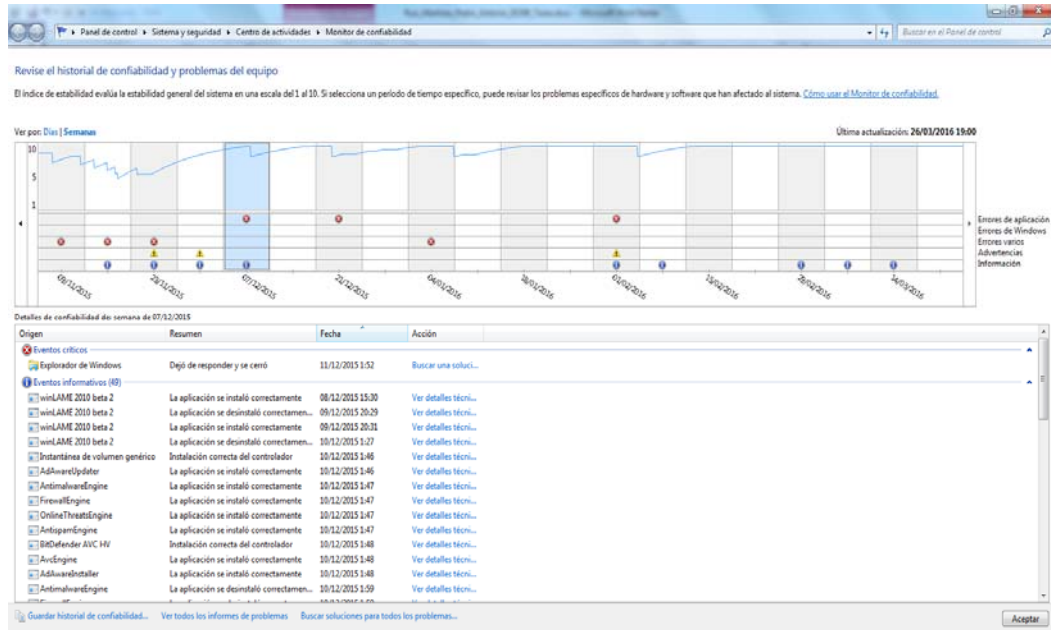 Panel de control ▸ Sistema y seguridad ▸ Centro de actividades ▸ Monitor de confiabilidad
Buscar en el Panel de control
Revise el historial de confiabilidad y problemas del equipo
El índice de estabilidad evalúa la estabilidad general del sistema en una escala del 1 al 10. Si selecciona un período de tiempo específico, puede revisar los problemas específicos de hardware y software que han afectado al sistema. Cómo usar el Monitor de confiabilidad.
Ver por: Días | Semanas
Última actualización: 26/03/2016 19:00
10
5
1
Errores de aplicación
Errores de Windows
Errores varios
Advertencias
Información
09/11/2015 23/11/2015 07/12/2015 21/12/2015 04/01/2016 18/01/2016 01/02/2016 15/02/2016 29/02/2016 14/03/2016
Detalles de confiabilidad de: semana de 07/12/2015
Origen Resumen Fecha Acción
Eventos críticos
Explorador de Windows Dejó de responder y se cerró 11/12/2015 1:52 Buscar una soluci...
Eventos informativos (49)
winLAME 2010 beta 2 La aplicación se instaló correctamente 08/12/2015 15:30 Ver detalles técni...
winLAME 2010 beta 2 La aplicación se desinstaló correctamen... 09/12/2015 20:29 Ver detalles técni...
winLAME 2010 beta 2 La aplicación se instaló correctamente 09/12/2015 20:31 Ver detalles técni...
winLAME 2010 beta 2 La aplicación se desinstaló correctamen... 10/12/2015 1:27 Ver detalles técni...
Instantánea de volumen genérico Instalación correcta del controlador 10/12/2015 1:46 Ver detalles técni...
AdAwareUpdater La aplicación se instaló correctamente 10/12/2015 1:46 Ver detalles técni...
AntimalwareEngine La aplicación se instaló correctamente 10/12/2015 1:47 Ver detalles técni...
FirewallEngine La aplicación se instaló correctamente 10/12/2015 1:47 Ver detalles técni...
OnlineThreatsEngine La aplicación se instaló correctamente 10/12/2015 1:47 Ver detalles técni...
AntispamEngine La aplicación se instaló correctamente 10/12/2015 1:47 Ver detalles técni...
BitDefender AVC HV Instalación correcta del controlador 10/12/2015 1:48 Ver detalles técni...
AvcEngine La aplicación se instaló correctamente 10/12/2015 1:48 Ver detalles técni...
AdAwareInstaller La aplicación se instaló correctamente 10/12/2015 1:48 Ver detalles técni...
AntimalwareEngine La aplicación se desinstaló correctamen... 10/12/2015 1:59 Ver detalles técni...
Guardar historial de confiabilidad... Ver todos los informes de problemas Buscar soluciones para todos los problemas...
Aceptar